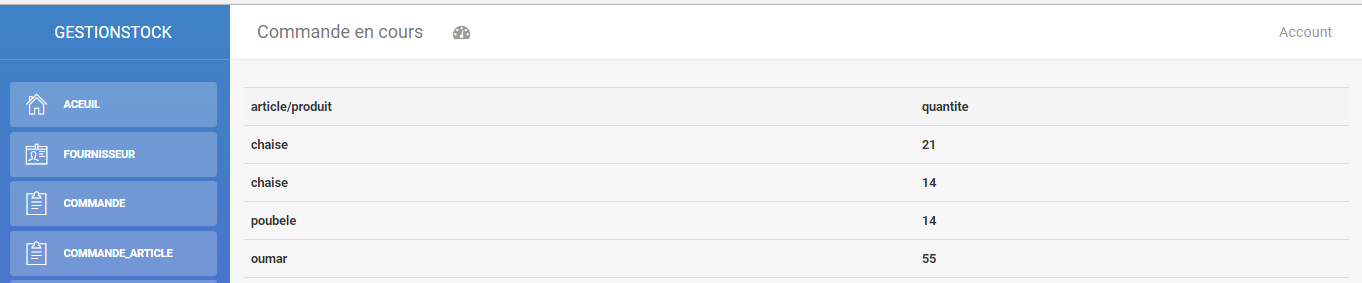 GESTIONSTOCK
Commande en cours
Account
ACEUIL
FOURNISSEUR
COMMANDE
COMMANDE_ARTICLE
article/produit quantite
chaise 21
chaise 14
poubele 14
oumar 55